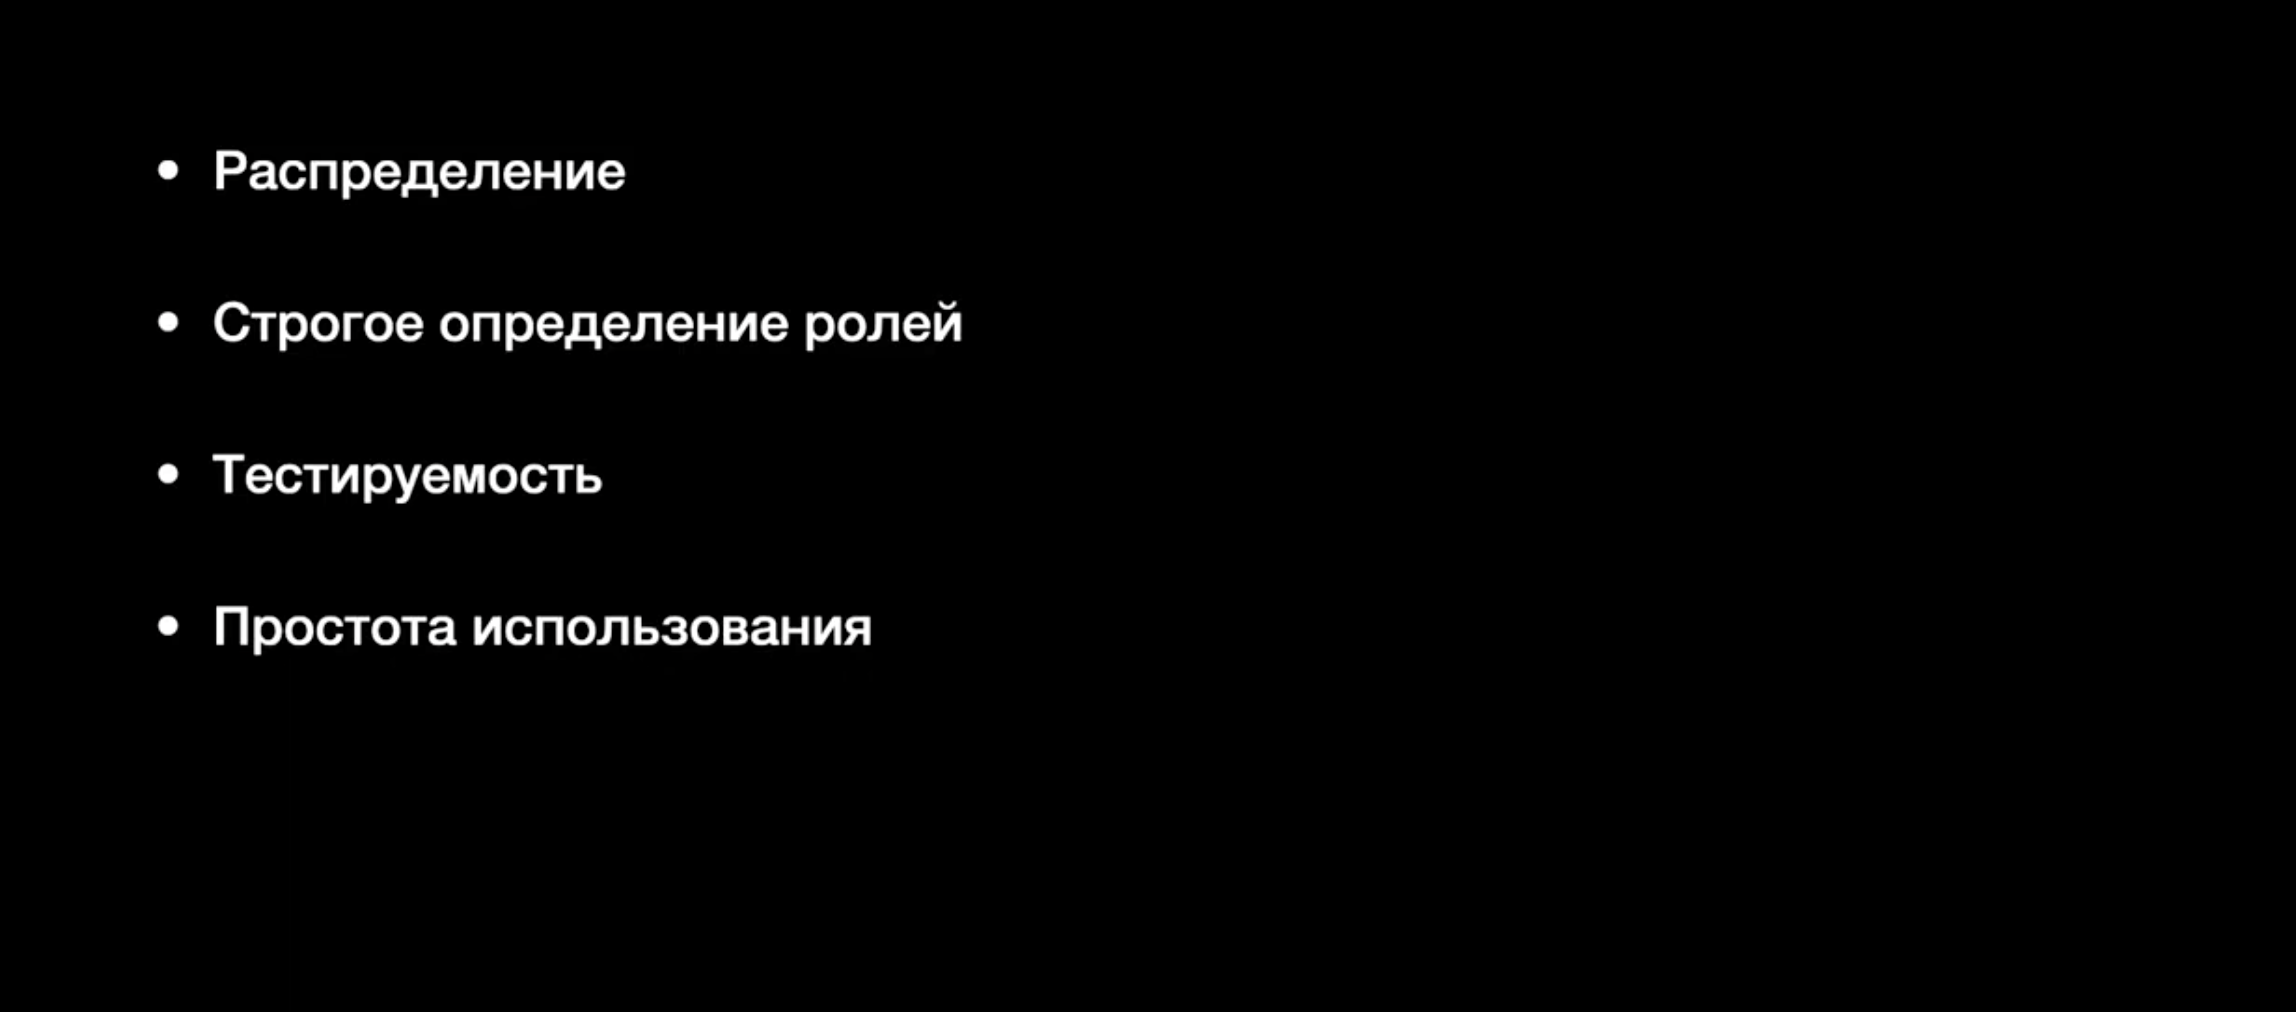 • Распределение
• Строгое определение ролей
• Тестируемость
• Простота использования